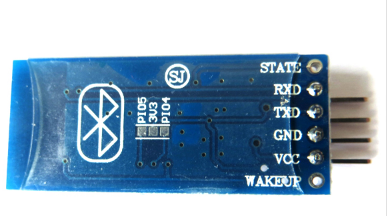 SJ
STATE
RXD
TXD
GND
VCC
WAKEUP
PIO5
3V3
PIO4